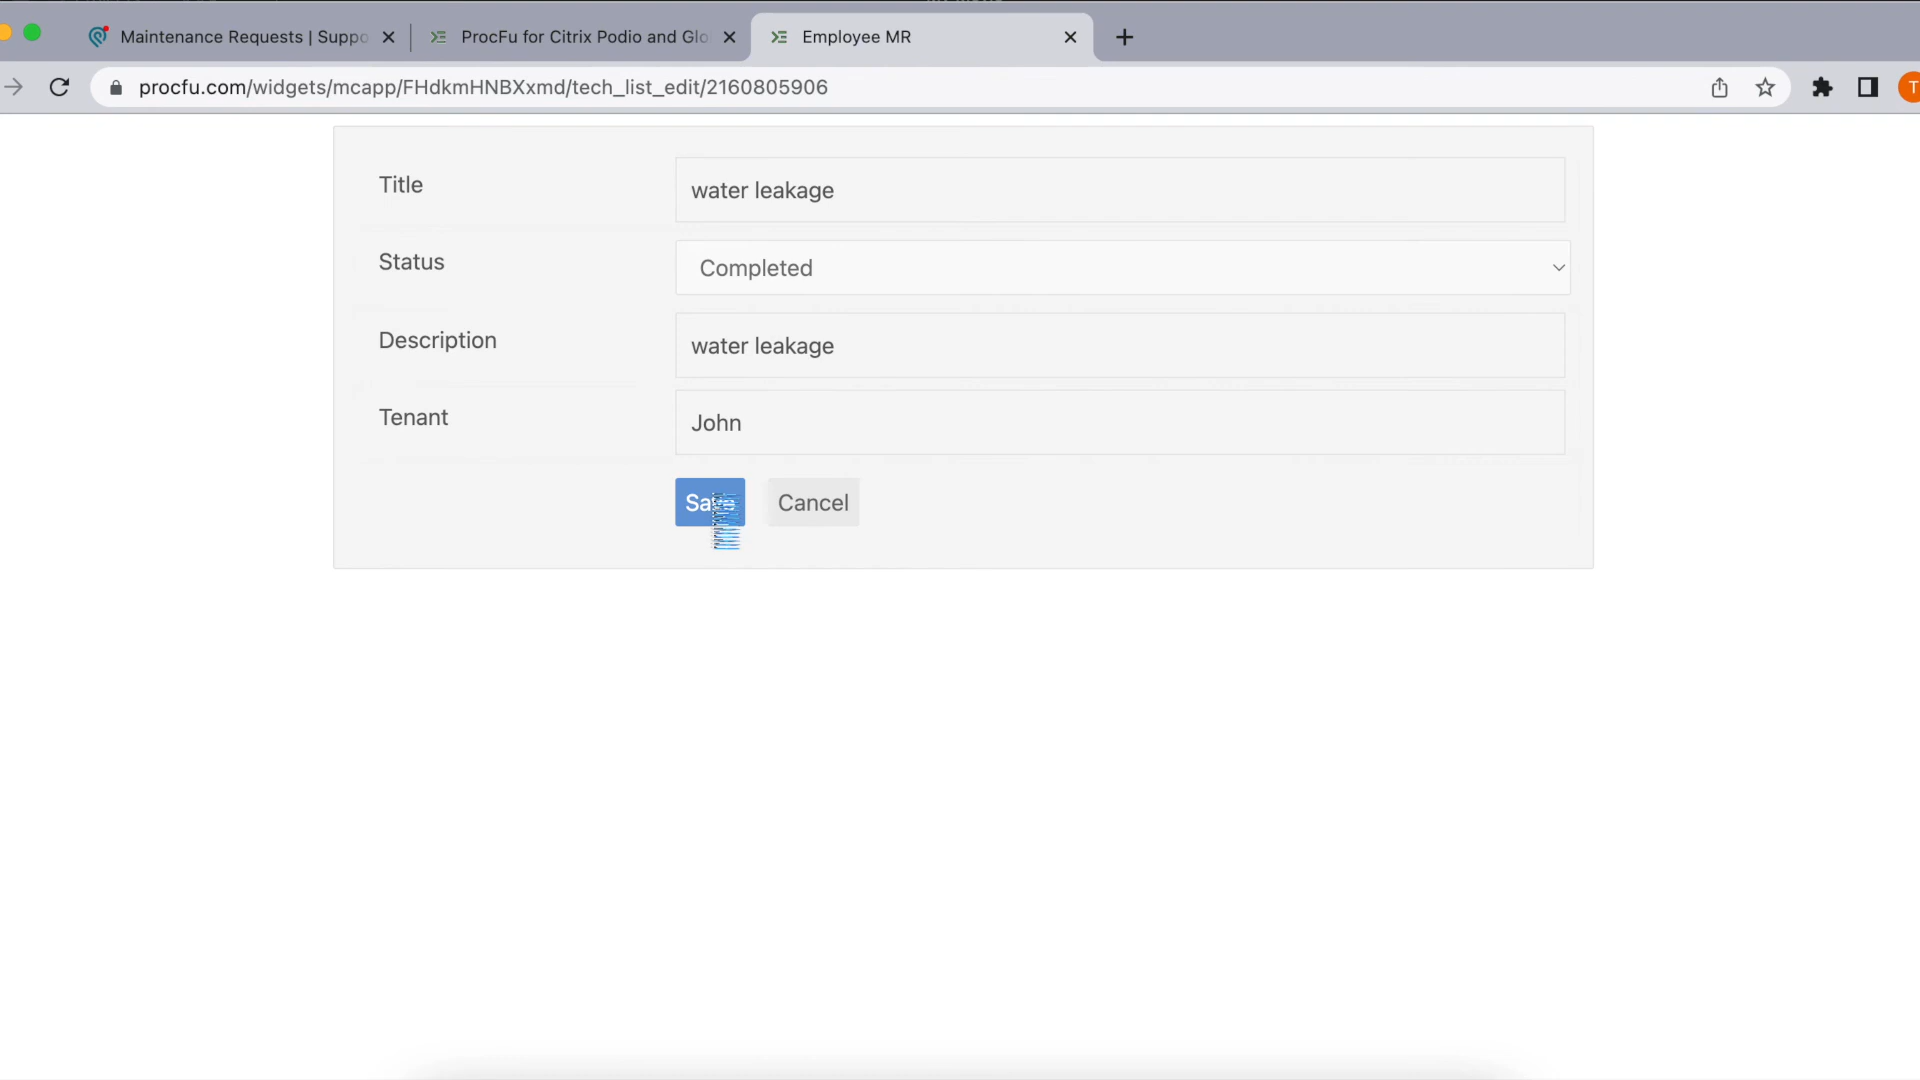 Maintenance Requests | Suppo
ProcFu for Citrix Podio and Glo
Employee MR
procfu.com/widgets/mcapp/FHdkmHNBXxmd/tech_list_edit/2160805906
T
Title
water leakage
Status
Completed
Description
water leakage
Tenant
John
Save
Cancel